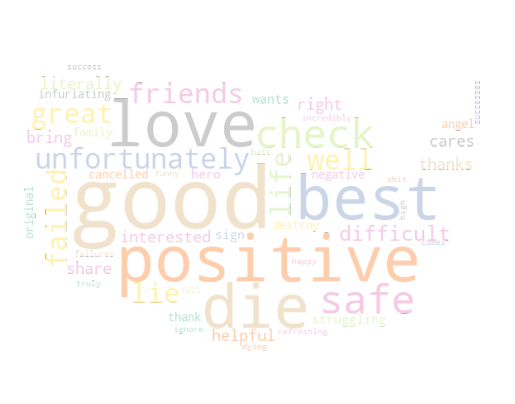 success
literally
infuriating
friends
wants
right
successes
great
love
incredibly
check
angel
bring
family
cares
unfortunately
hate
well
thanks
failed
cancelled
funny
hero
life
negative
shit
original
good
best
high
destroy
interested
sign
difficult
comes
positive
failures
share
happy
truly
lie
fail
die
safe
thank
struggling
ignore
helpful
refreshing
dying